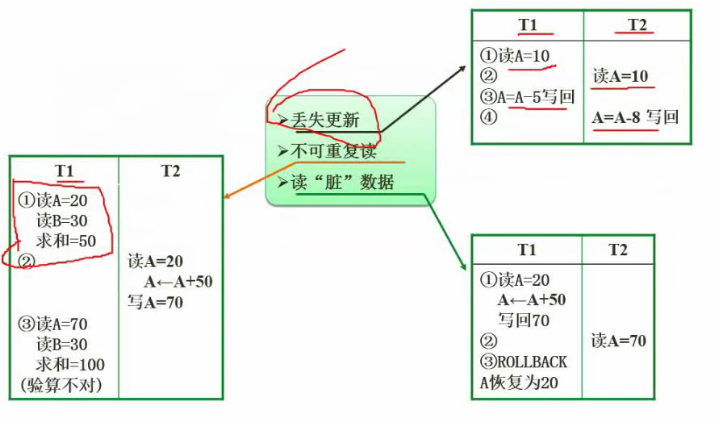 丢失更新
不可重复读
读“脏”数据
T1 T2
①读A=10
② 读A=10
③A=A-5写回
④ A=A-8 写回
T1 T2
①读A=20
读B=30
求和=50
② 读A=20
A←A+50
写A=70
③读A=70
读B=30
求和=100
(验算不对)
T1 T2
①读A=20
A←A+50
写回70
② 读A=70
③ROLLBACK
A恢复为20